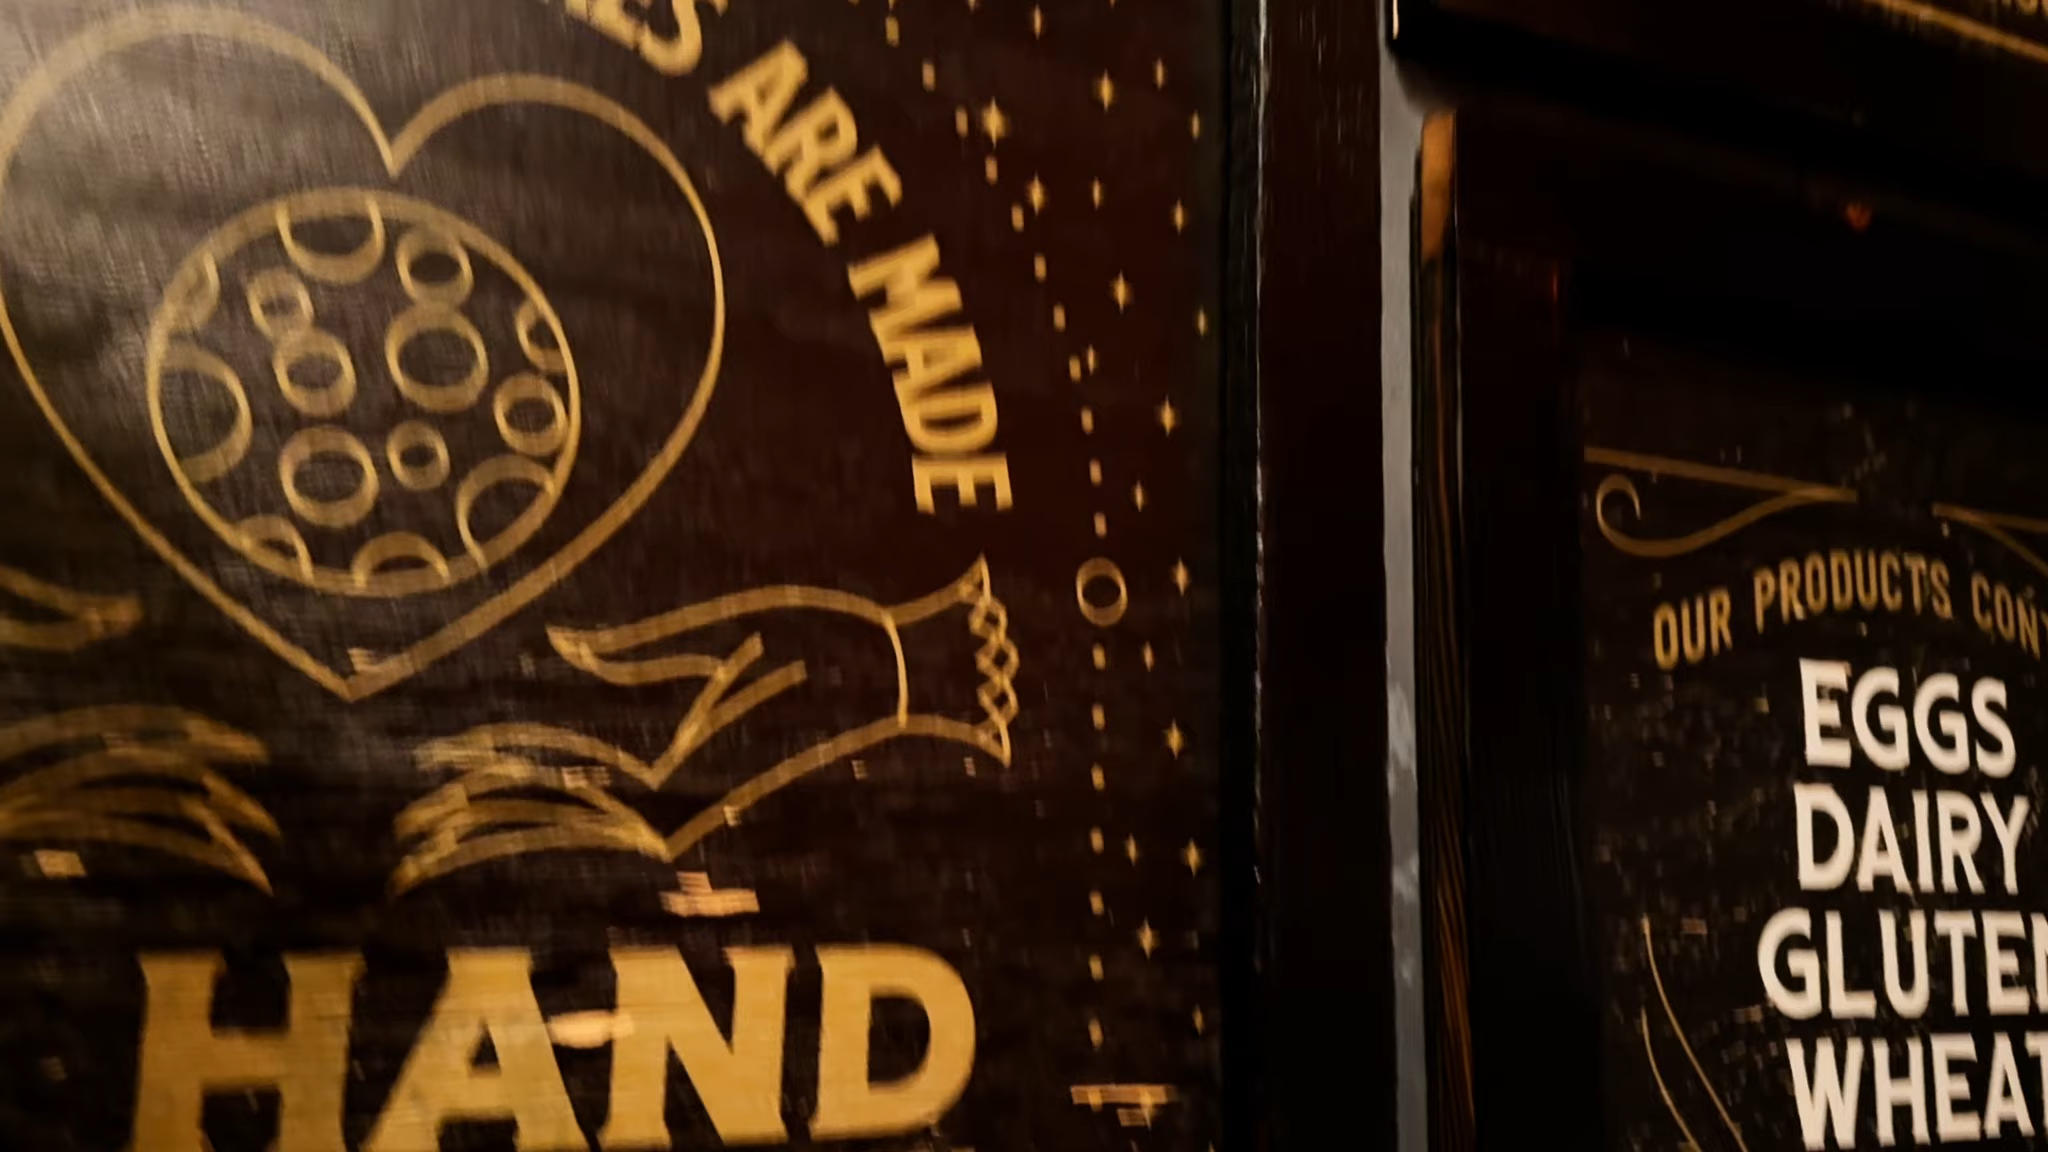 ARE MADE
HAND
OUR PRODUCTS
EGGS
DAIRY
GLUTEN
WHEAT